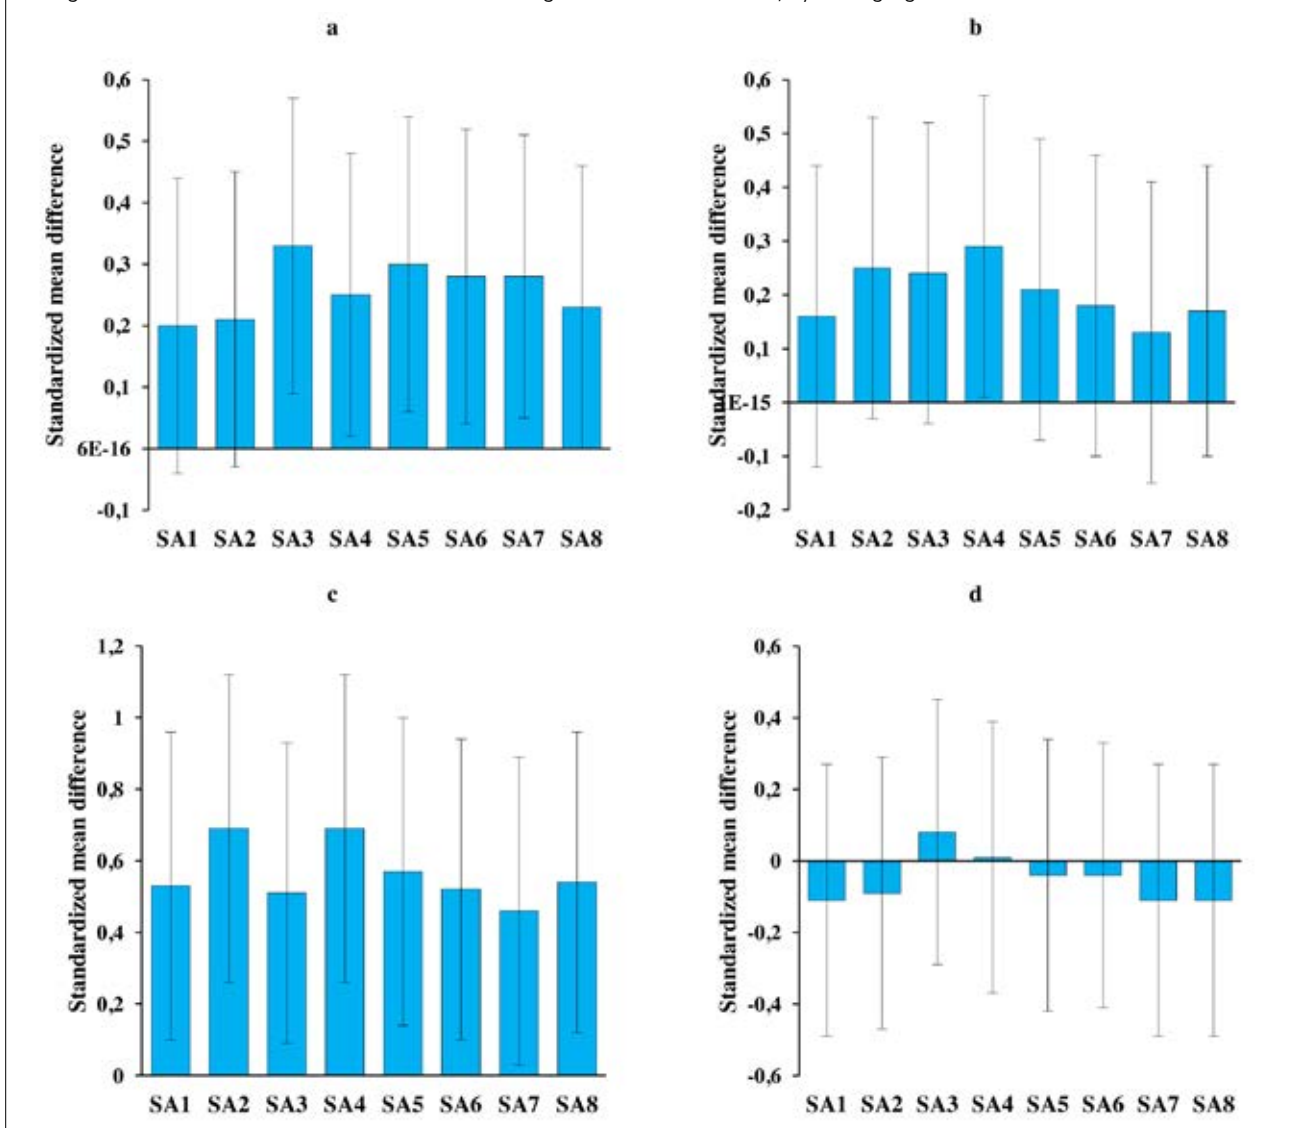 a
0,6
0,5
0,4
0,3
0,2
0,1
6E-16
-0,1
Standardized mean difference
SA1 SA2 SA3 SA4 SA5 SA6 SA7 SA8
b
0,6
0,5
0,4
0,3
0,2
0,1
E-15
-0,1
-0,2
Standardized mean difference
SA1 SA2 SA3 SA4 SA5 SA6 SA7 SA8
c
1,2
1
0,8
0,6
0,4
0,2
0
Standardized mean difference
SA1 SA2 SA3 SA4 SA5 SA6 SA7 SA8
d
0,6
0,4
0,2
0
-0,2
-0,4
-0,6
Standardized mean difference
SA1 SA2 SA3 SA4 SA5 SA6 SA7 SA8